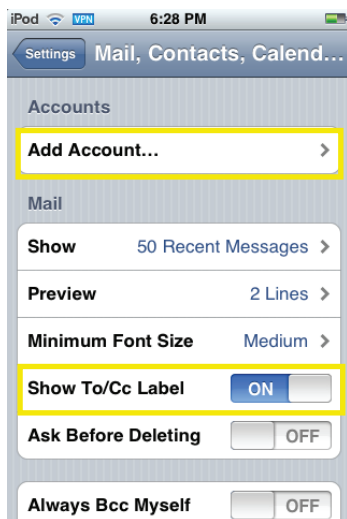 iPod VPN 6:28 PM
Settings Mail, Contacts, Calend...
Accounts
Add Account...
Mail
Show 50 Recent Messages
Preview 2 Lines
Minimum Font Size Medium
Show To/Cc Label ON
Ask Before Deleting OFF
Always Bcc Myself OFF